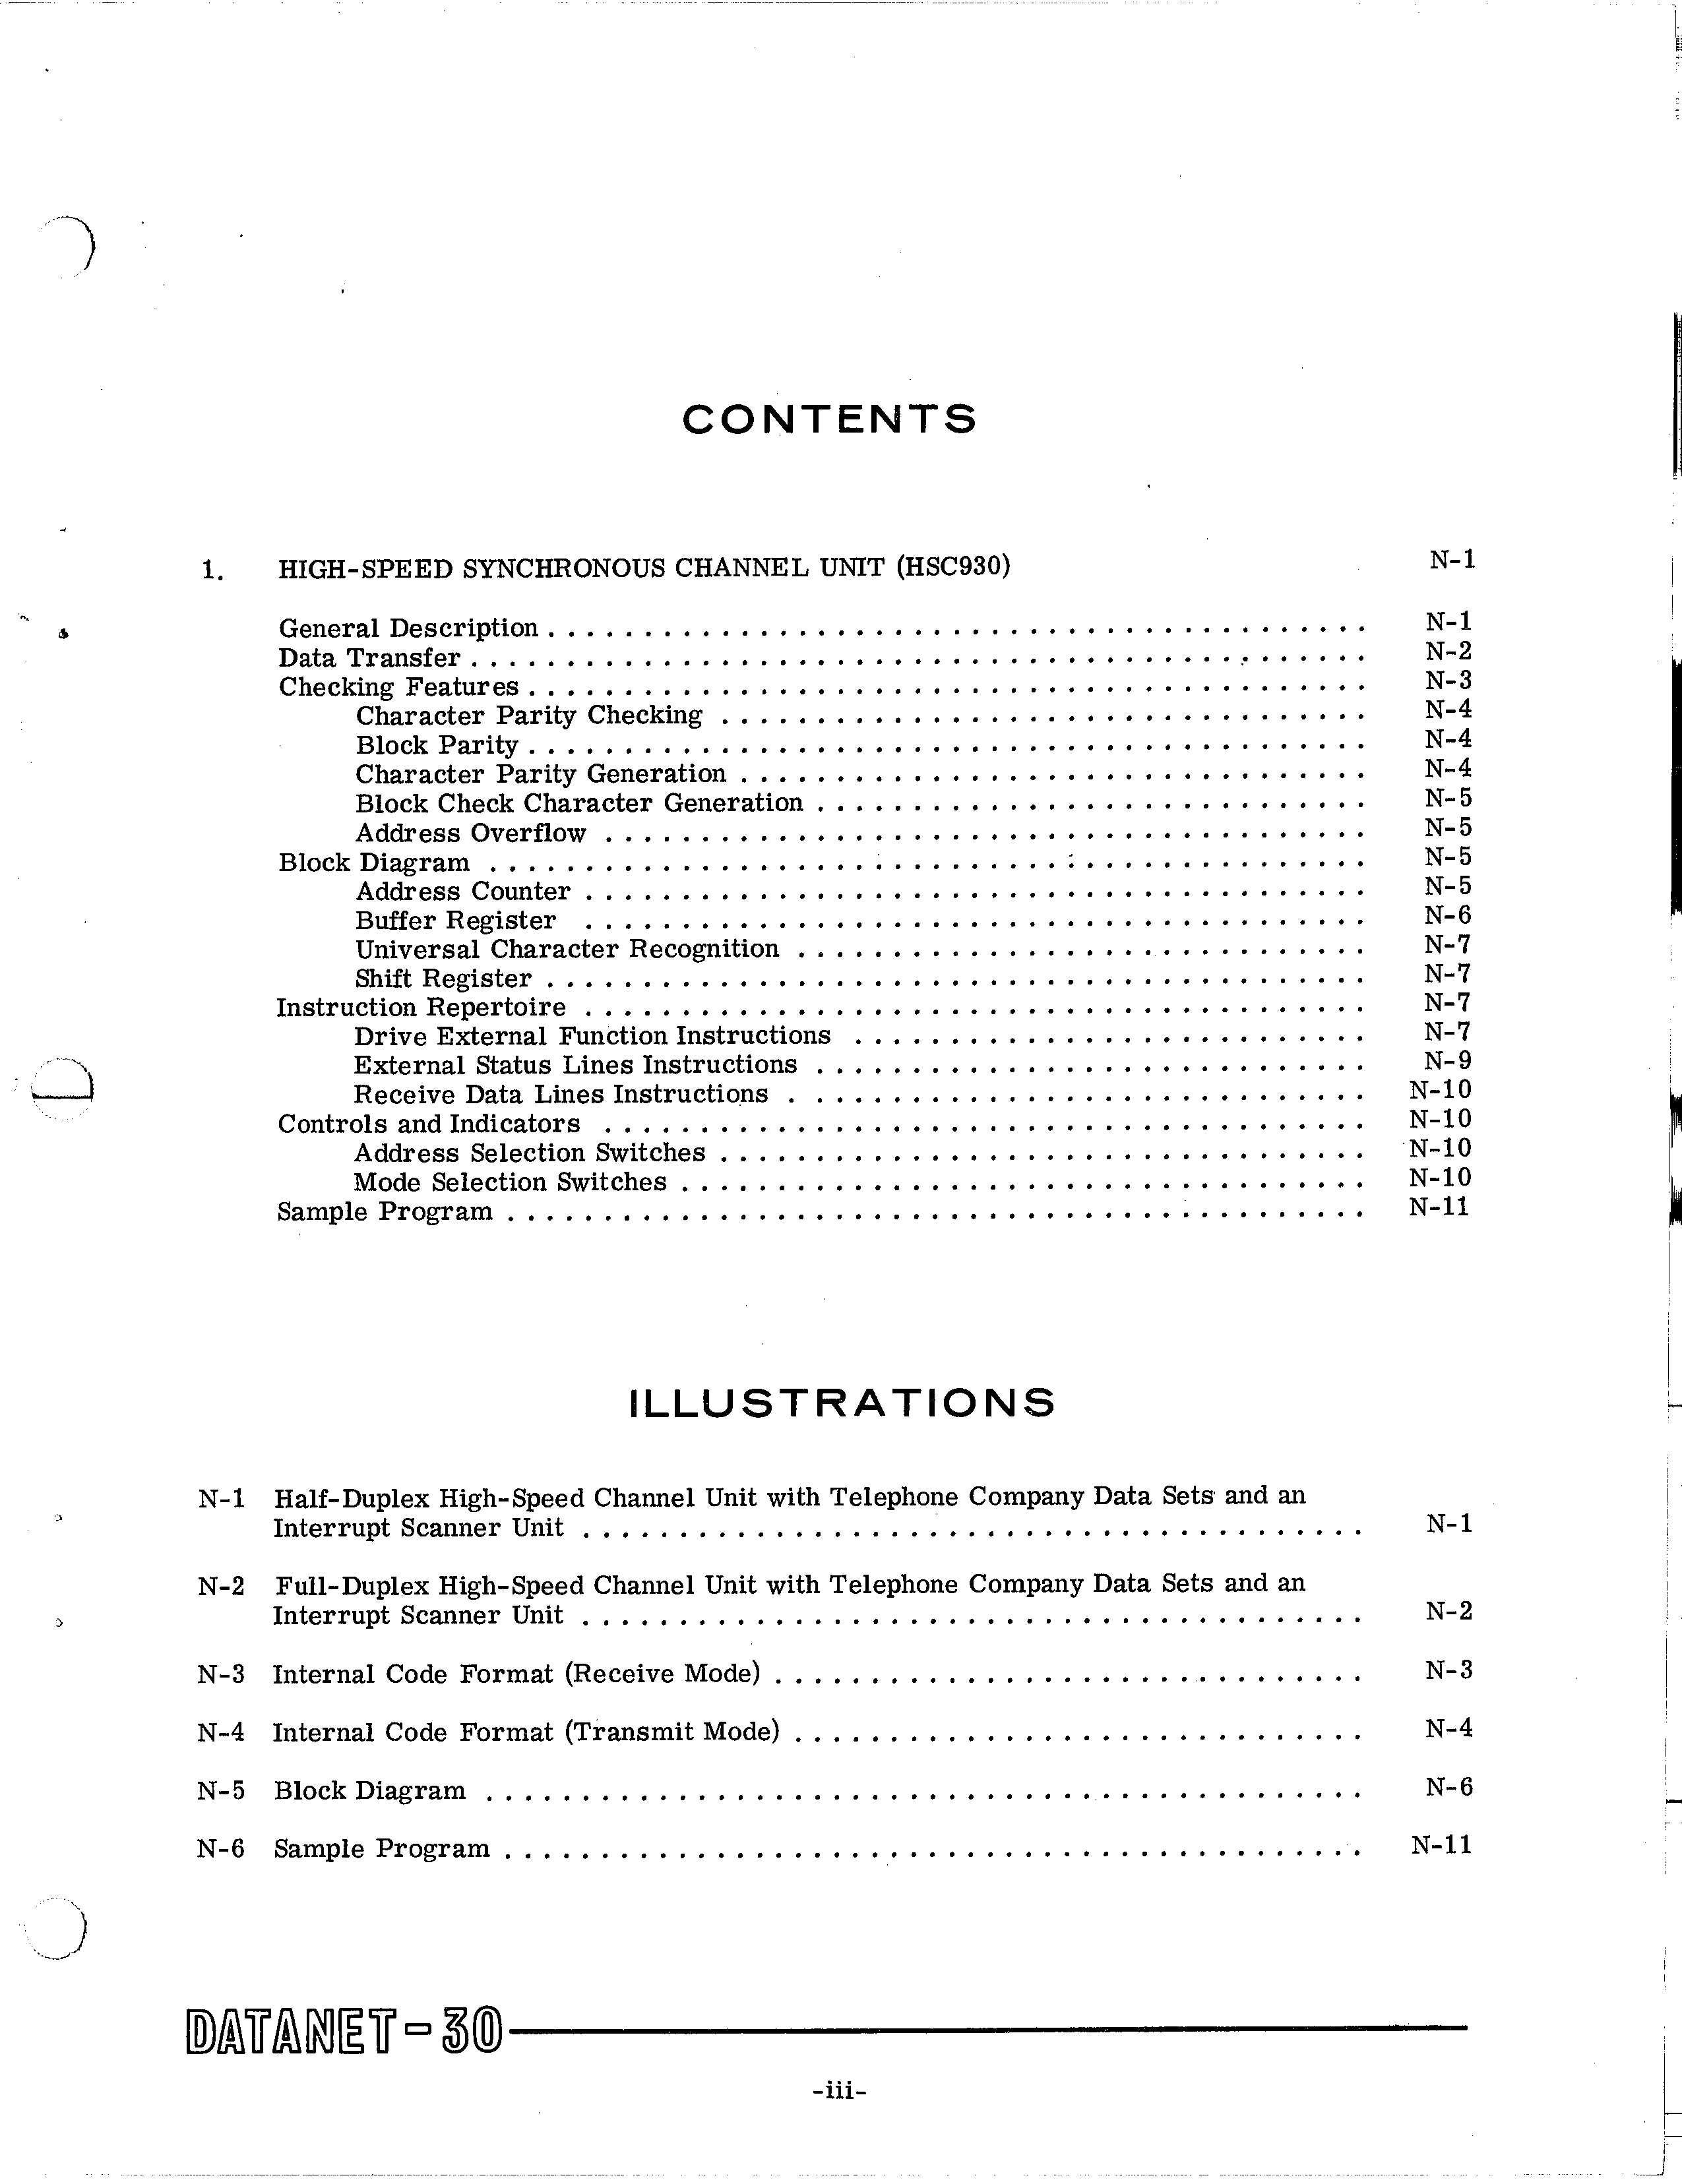 CONTENTS
1. HIGH-SPEED SYNCHRONOUS CHANNEL UNIT (HSC930) N-1
General Description . . . . . . . . . . N-1
Data Transfer . . . . . . . . . . N-2
Checking Features . . . . . . . . . . N-3
Character Parity Checking . . . . . . . . . . N-4
Block Parity . . . . . . . . . . N-4
Character Parity Generation . . . . . . . . . . N-4
Block Check Character Generation . . . . . . . . . . N-5
Address Overflow . . . . . . . . . . N-5
Block Diagram . . . . . . . . . . N-5
Address Counter . . . . . . . . . . N-5
Buffer Register . . . . . . . . . . N-6
Universal Character Recognition . . . . . . . . . . N-7
Shift Register . . . . . . . . . . N-7
Instruction Repertoire . . . . . . . . . . N-7
Drive External Function Instructions . . . . . . . . . . N-7
External Status Lines Instructions . . . . . . . . . . N-9
Receive Data Lines Instructions . . . . . . . . . . N-10
Controls and Indicators . . . . . . . . . . N-10
Address Selection Switches . . . . . . . . . . N-10
Mode Selection Switches . . . . . . . . . . N-10
Sample Program . . . . . . . . . . N-11
ILLUSTRATIONS
N-1 Half-Duplex High-Speed Channel Unit with Telephone Company Data Sets and an
Interrupt Scanner Unit . . . . . . . . . . N-1
N-2 Full-Duplex High-Speed Channel Unit with Telephone Company Data Sets and an
Interrupt Scanner Unit . . . . . . . . . . N-2
N-3 Internal Code Format (Receive Mode) . . . . . . . . . . N-3
N-4 Internal Code Format (Transmit Mode) . . . . . . . . . . N-4
N-5 Block Diagram . . . . . . . . . . N-6
N-6 Sample Program . . . . . . . . . . N-11
DATANET-30
-iii-